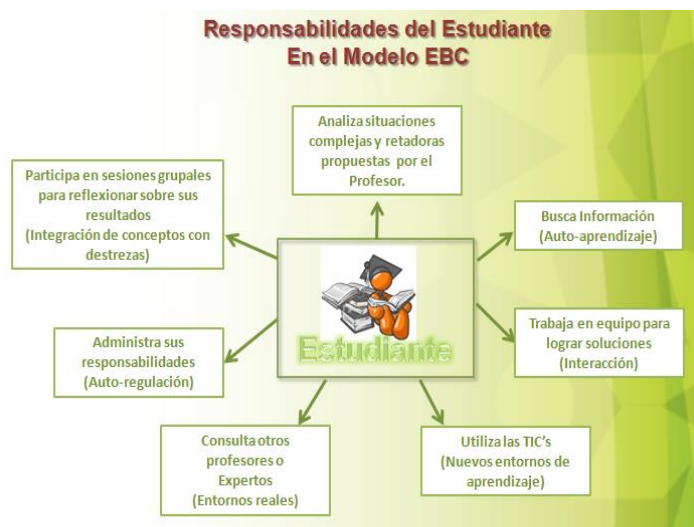 Responsabilidades del Estudiante
En el Modelo EBC
Analiza situaciones
complejas y retadoras
propuestas por el
Profesor.
Participa en sesiones grupales
para reflexionar sobre sus
resultados
(Integración de conceptos con
destrezas)
Busca Información
(Auto-aprendizaje)
Estudiante
Administra sus
responsabilidades
(Auto-regulación)
Trabaja en equipo para
lograr soluciones
(Interacción)
Consulta otros
profesores o
Expertos
(Entornos reales)
Utiliza las TIC's
(Nuevos entornos de
aprendizaje)